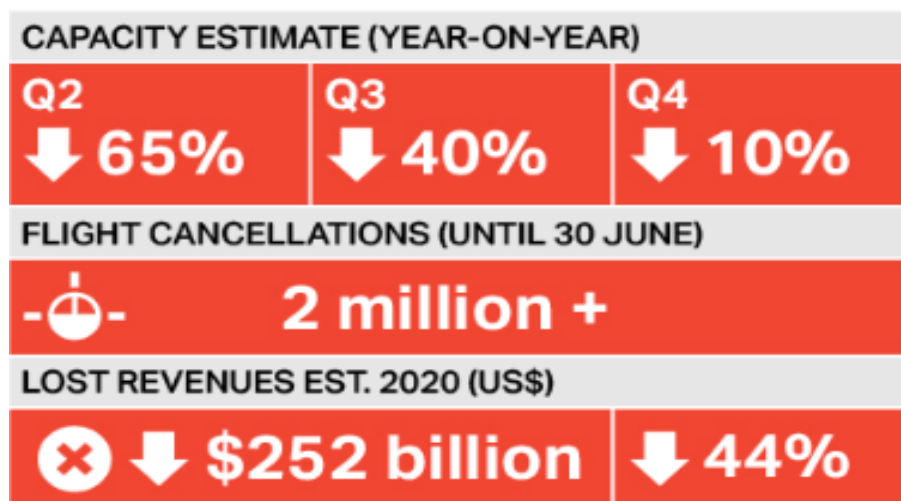 CAPACITY ESTIMATE (YEAR-ON-YEAR)
Q2 Q3 Q4
65% 40% 10%
FLIGHT CANCELLATIONS (UNTIL 30 JUNE)
2 million +
LOST REVENUES EST. 2020 (US$)
$252 billion 44%